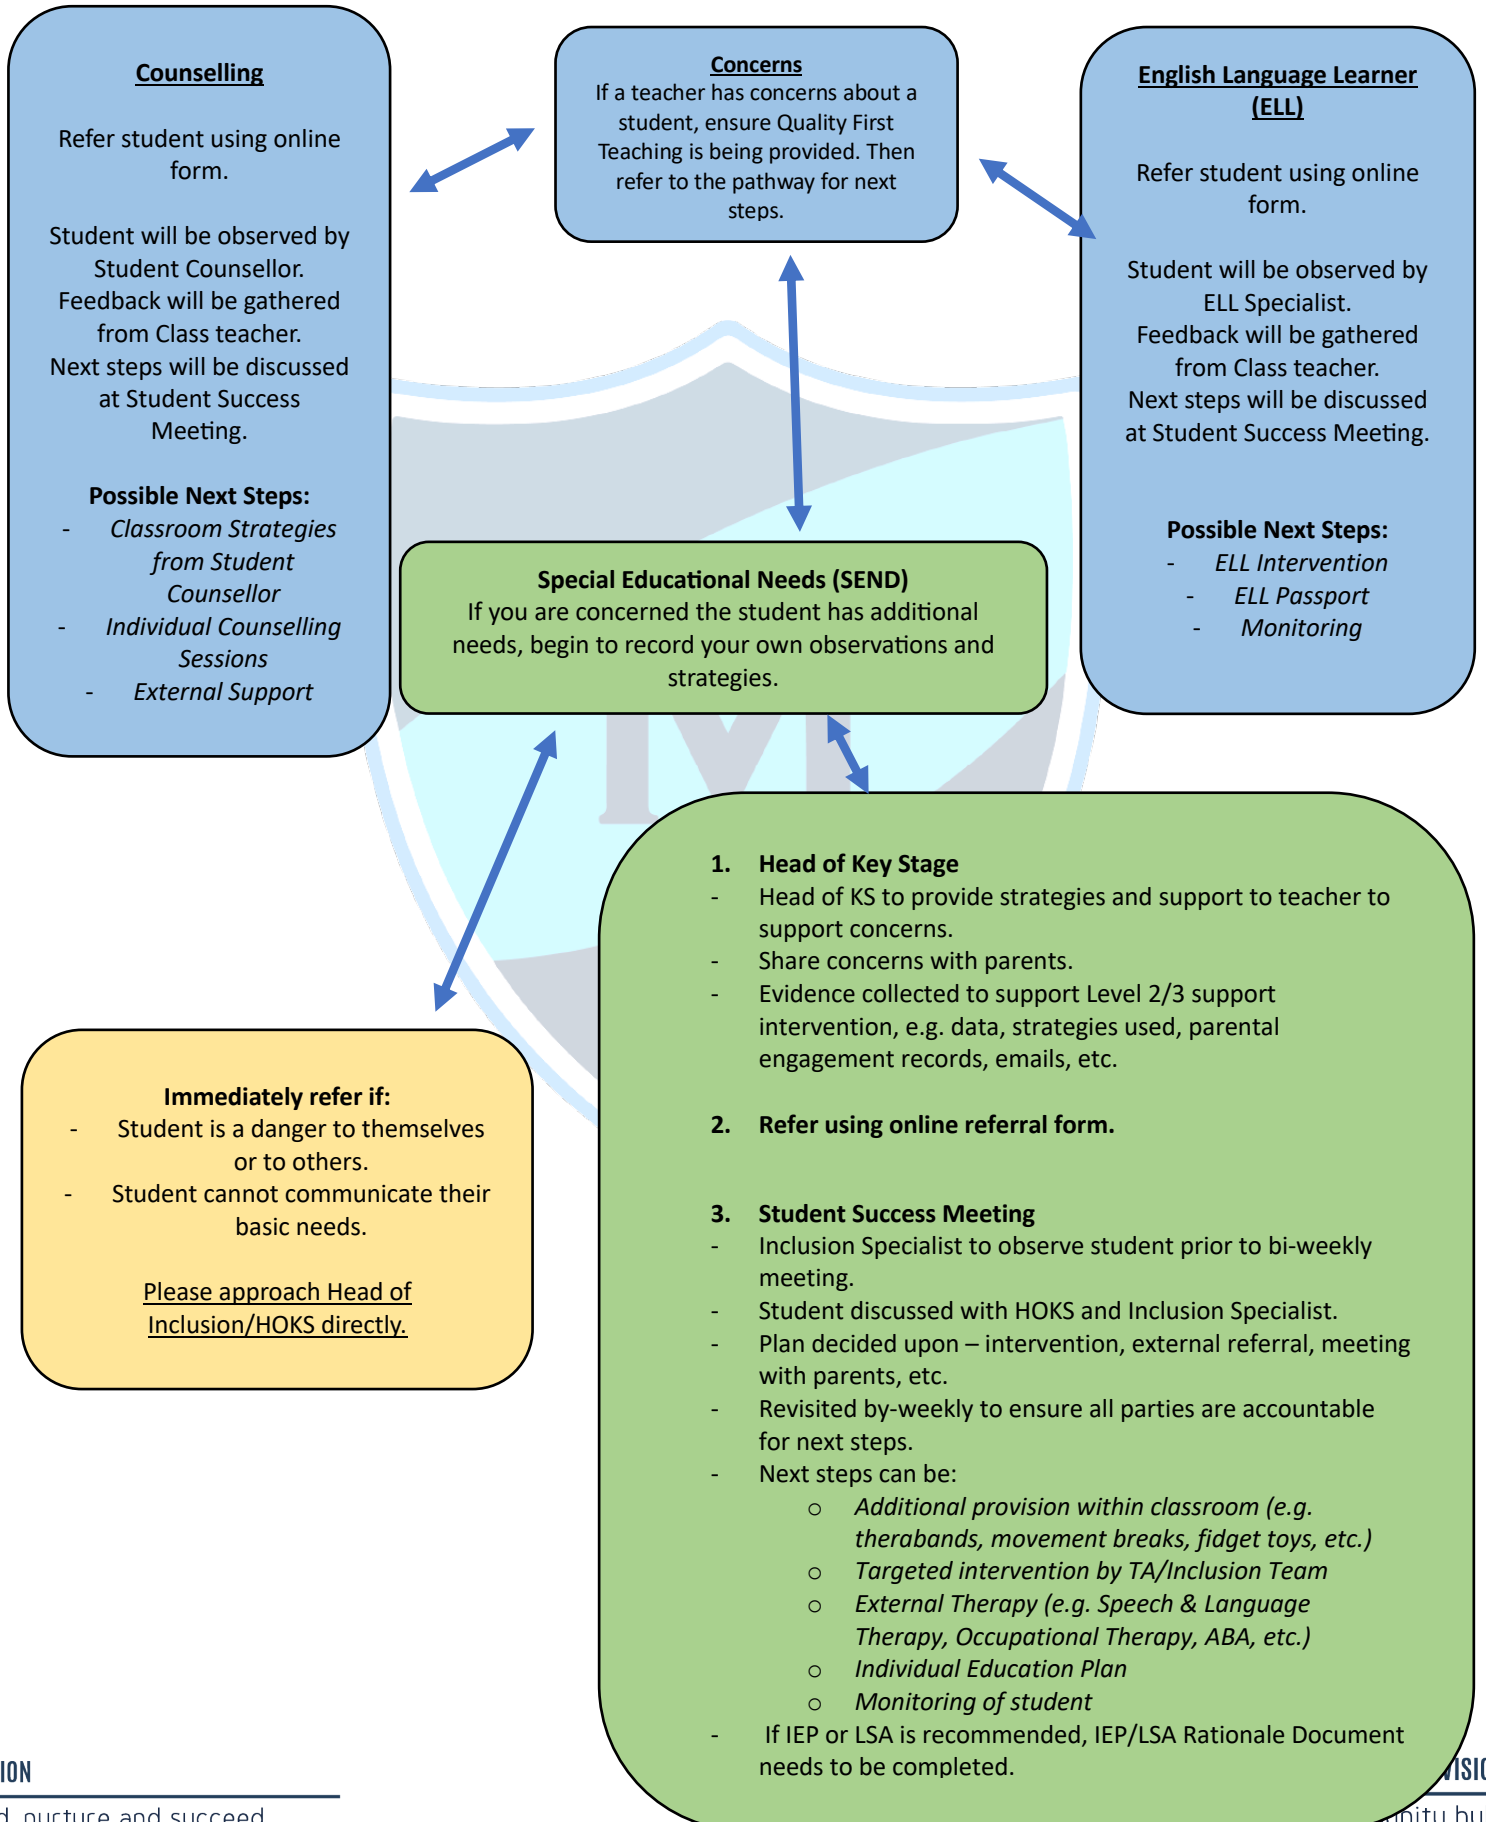 Counselling
Refer student using online
form.
Student will be observed by
Student Counsellor.
Feedback will be gathered
from Class teacher.
Next steps will be discussed
at Student Success
Meeting.
Possible Next Steps:
- Classroom Strategies
from Student
Counsellor
- Individual Counselling
Sessions
- External Support
Concerns
If a teacher has concerns about a
student, ensure Quality First
Teaching is being provided. Then
refer to the pathway for next
steps.
English Language Learner
(ELL)
Refer student using online
form.
Student will be observed by
ELL Specialist.
Feedback will be gathered
from Class teacher.
Next steps will be discussed
at Student Success Meeting.
Possible Next Steps:
- ELL Intervention
- ELL Passport
- Monitoring
Special Educational Needs (SEND)
If you are concerned the student has additional
needs, begin to record your own observations and
strategies.
M
Immediately refer if:
- Student is a danger to themselves
or to others.
- Student cannot communicate their
basic needs.
Please approach Head of
Inclusion/HOKS directly.
1. Head of Key Stage
- Head of KS to provide strategies and support to teacher to
support concerns.
- Share concerns with parents.
- Evidence collected to support Level 2/3 support
intervention, e.g. data, strategies used, parental
engagement records, emails, etc.
2. Refer using online referral form.
3. Student Success Meeting
- Inclusion Specialist to observe student prior to bi-weekly
meeting.
- Student discussed with HOKS and Inclusion Specialist.
- Plan decided upon – intervention, external referral, meeting
with parents, etc.
- Revisited by-weekly to ensure all parties are accountable
for next steps.
- Next steps can be:
o Additional provision within classroom (e.g.
therabands, movement breaks, fidget toys, etc.)
o Targeted intervention by TA/Inclusion Team
o External Therapy (e.g. Speech & Language
Therapy, Occupational Therapy, ABA, etc.)
o Individual Education Plan
o Monitoring of student
- If IEP or LSA is recommended, IEP/LSA Rationale Document
needs to be completed.
nurture and succeed